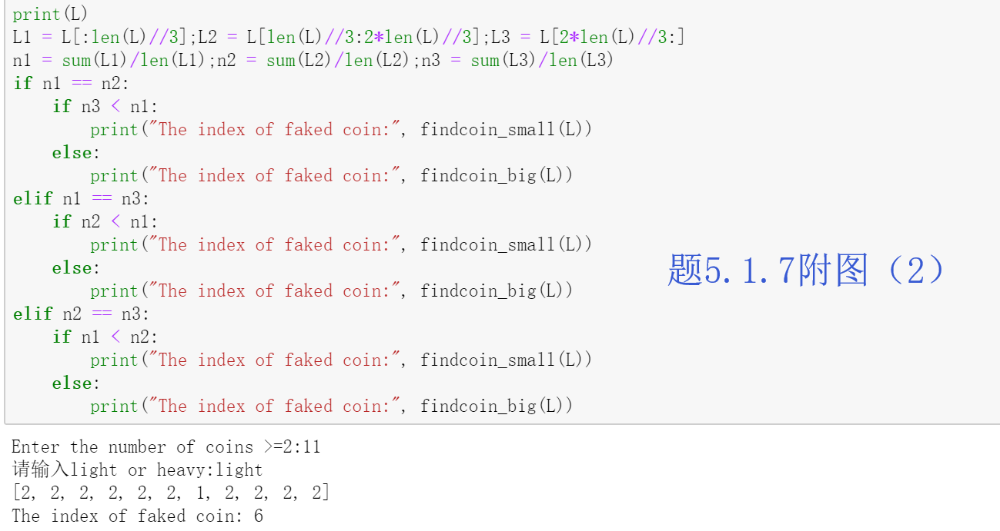 print(L)
L1 = L[:len(L)//3];L2 = L[len(L)//3:2*len(L)//3];L3 = L[2*len(L)//3:]
n1 = sum(L1)/len(L1);n2 = sum(L2)/len(L2);n3 = sum(L3)/len(L3)
if n1 == n2:
    if n3 < n1:
        print("The index of faked coin:", findcoin_small(L))
    else:
        print("The index of faked coin:", findcoin_big(L))
elif n1 == n3:
    if n2 < n1:
        print("The index of faked coin:", findcoin_small(L))
    else:
        print("The index of faked coin:", findcoin_big(L))
elif n2 == n3:
    if n1 < n2:
        print("The index of faked coin:", findcoin_small(L))
    else:
        print("The index of faked coin:", findcoin_big(L))
题5.1.7附图（2）
Enter the number of coins >=2:11
请输入light or heavy:light
[2, 2, 2, 2, 2, 2, 1, 2, 2, 2, 2]
The index of faked coin: 6